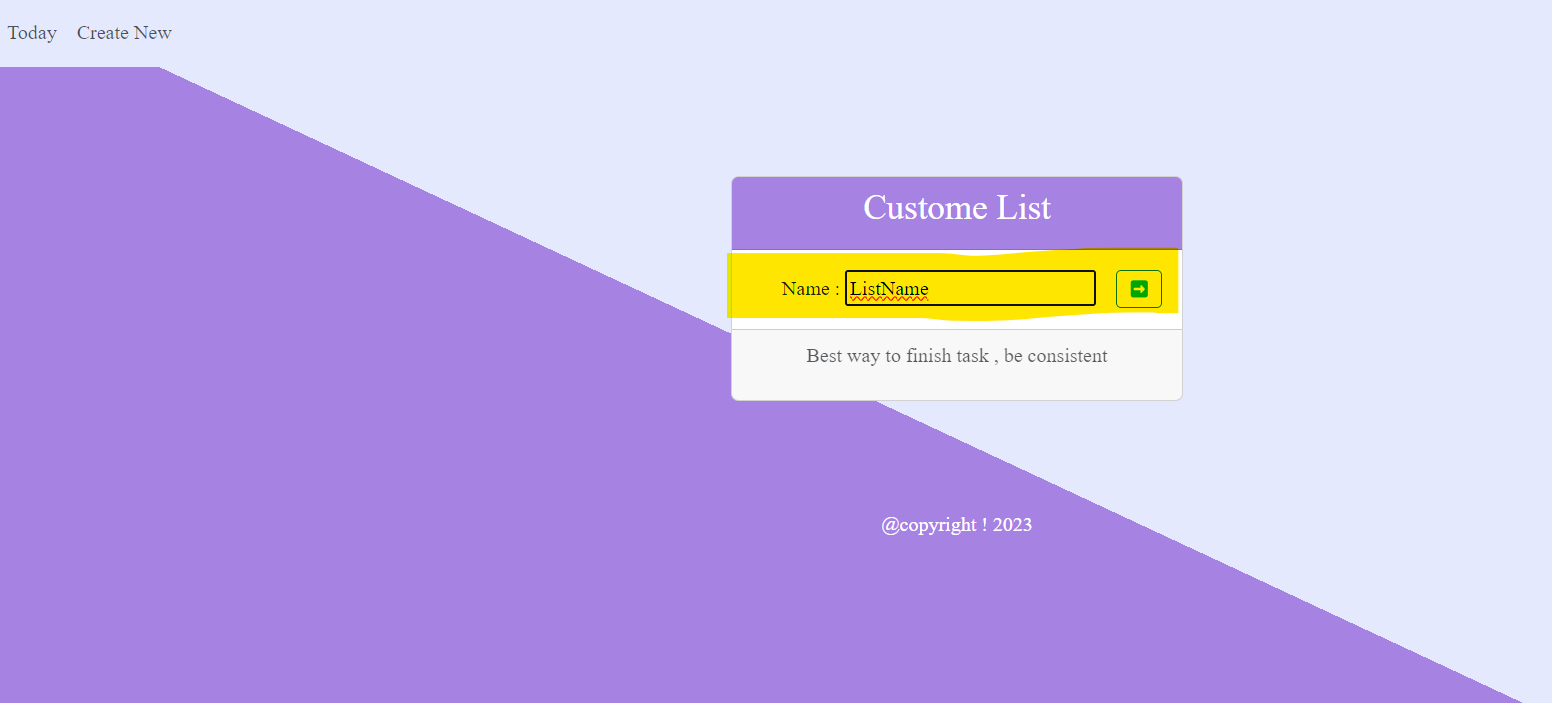 Today Create New
Custome List
Name : ListName
Best way to finish task , be consistent
@copyright ! 2023